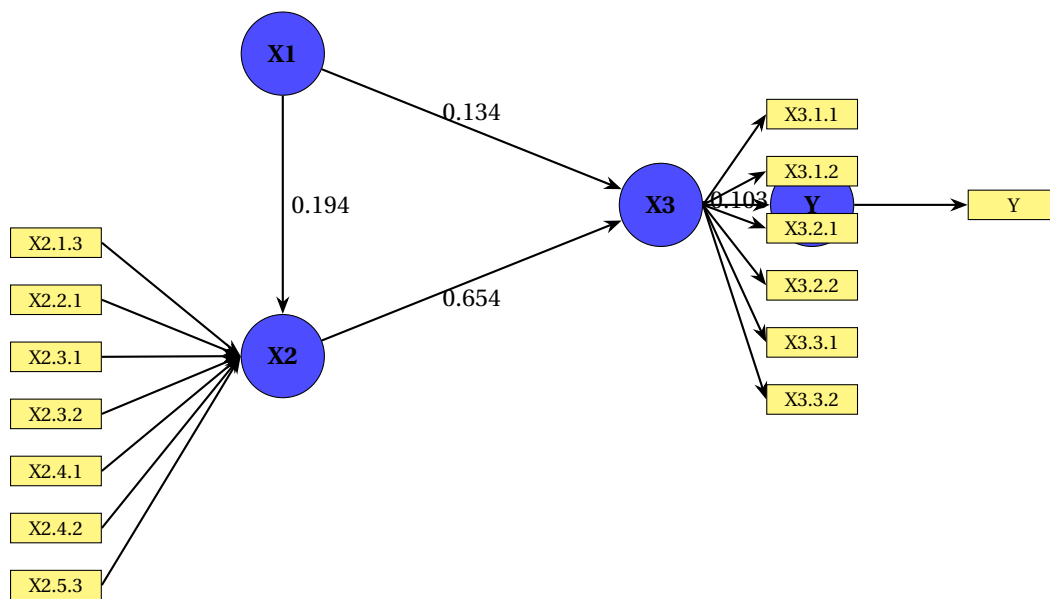 X1
0.134
X3.1.1
X3.1.2
0.194
X3
0.103
Y
Y
X3.2.1
X2.1.3
X3.2.2
X2.2.1
0.654
X3.3.1
X2.3.1
X2
X3.3.2
X2.3.2
X2.4.1
X2.4.2
X2.5.3